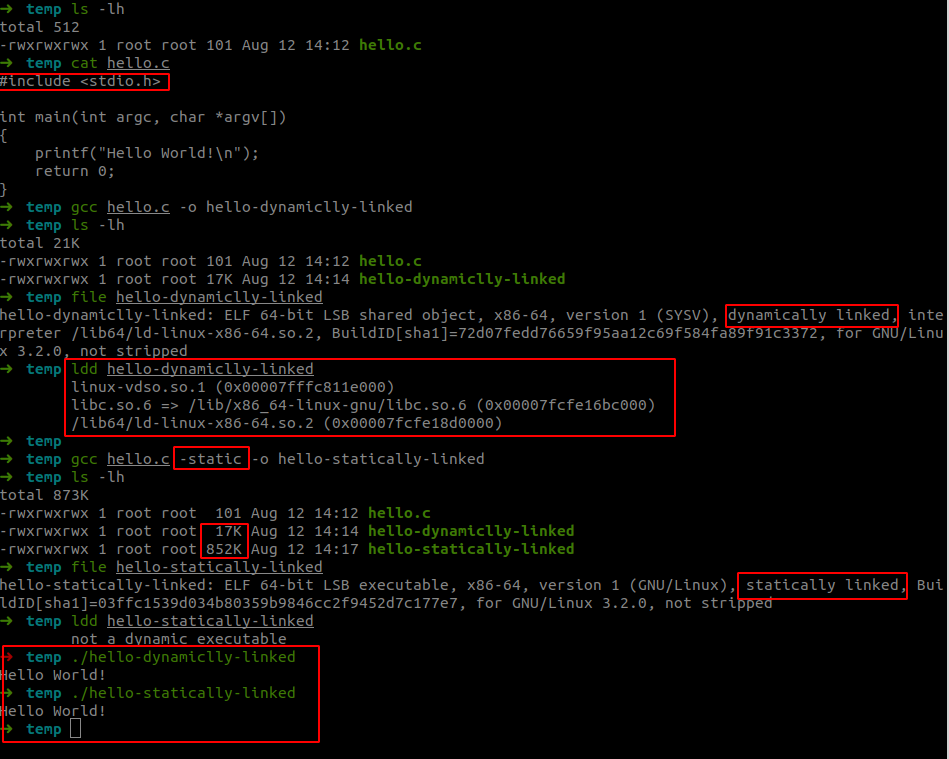 → temp ls -lh
total 512
-rwxrwxrwx 1 root root 101 Aug 12 14:12 hello.c
→ temp cat hello.c
#include <stdio.h>
int main(int argc, char *argv[])
{
    printf("Hello World!\n");
    return 0;
}
→ temp gcc hello.c -o hello-dynamiclly-linked
→ temp ls -lh
total 21K
-rwxrwxrwx 1 root root 101 Aug 12 14:12 hello.c
-rwxrwxrwx 1 root root 17K Aug 12 14:14 hello-dynamiclly-linked
→ temp file hello-dynamiclly-linked
hello-dynamiclly-linked: ELF 64-bit LSB shared object, x86-64, version 1 (SYSV), dynamically linked, inte
rpreter /lib64/ld-linux-x86-64.so.2, BuildID[sha1]=72d07fedd76659f95aa12c69f584fa89f91c3372, for GNU/Linu
x 3.2.0, not stripped
→ temp ldd hello-dynamiclly-linked
linux-vdso.so.1 (0x00007fffc811e000)
libc.so.6 => /lib/x86_64-linux-gnu/libc.so.6 (0x00007fcfe16bc000)
/lib64/ld-linux-x86-64.so.2 (0x00007fcfe18d0000)
→ temp
→ temp gcc hello.c -static -o hello-statically-linked
→ temp ls -lh
total 873K
-rwxrwxrwx 1 root root  101 Aug 12 14:12 hello.c
-rwxrwxrwx 1 root root  17K Aug 12 14:14 hello-dynamiclly-linked
-rwxrwxrwx 1 root root 852K Aug 12 14:17 hello-statically-linked
→ temp file hello-statically-linked
hello-statically-linked: ELF 64-bit LSB executable, x86-64, version 1 (GNU/Linux), statically linked, Bui
ldID[sha1]=03ffc1539d034b80359b9846cc2f9452d7c177e7, for GNU/Linux 3.2.0, not stripped
→ temp ldd hello-statically-linked
not a dynamic executable
→ temp ./hello-dynamiclly-linked
Hello World!
→ temp ./hello-statically-linked
Hello World!
→ temp